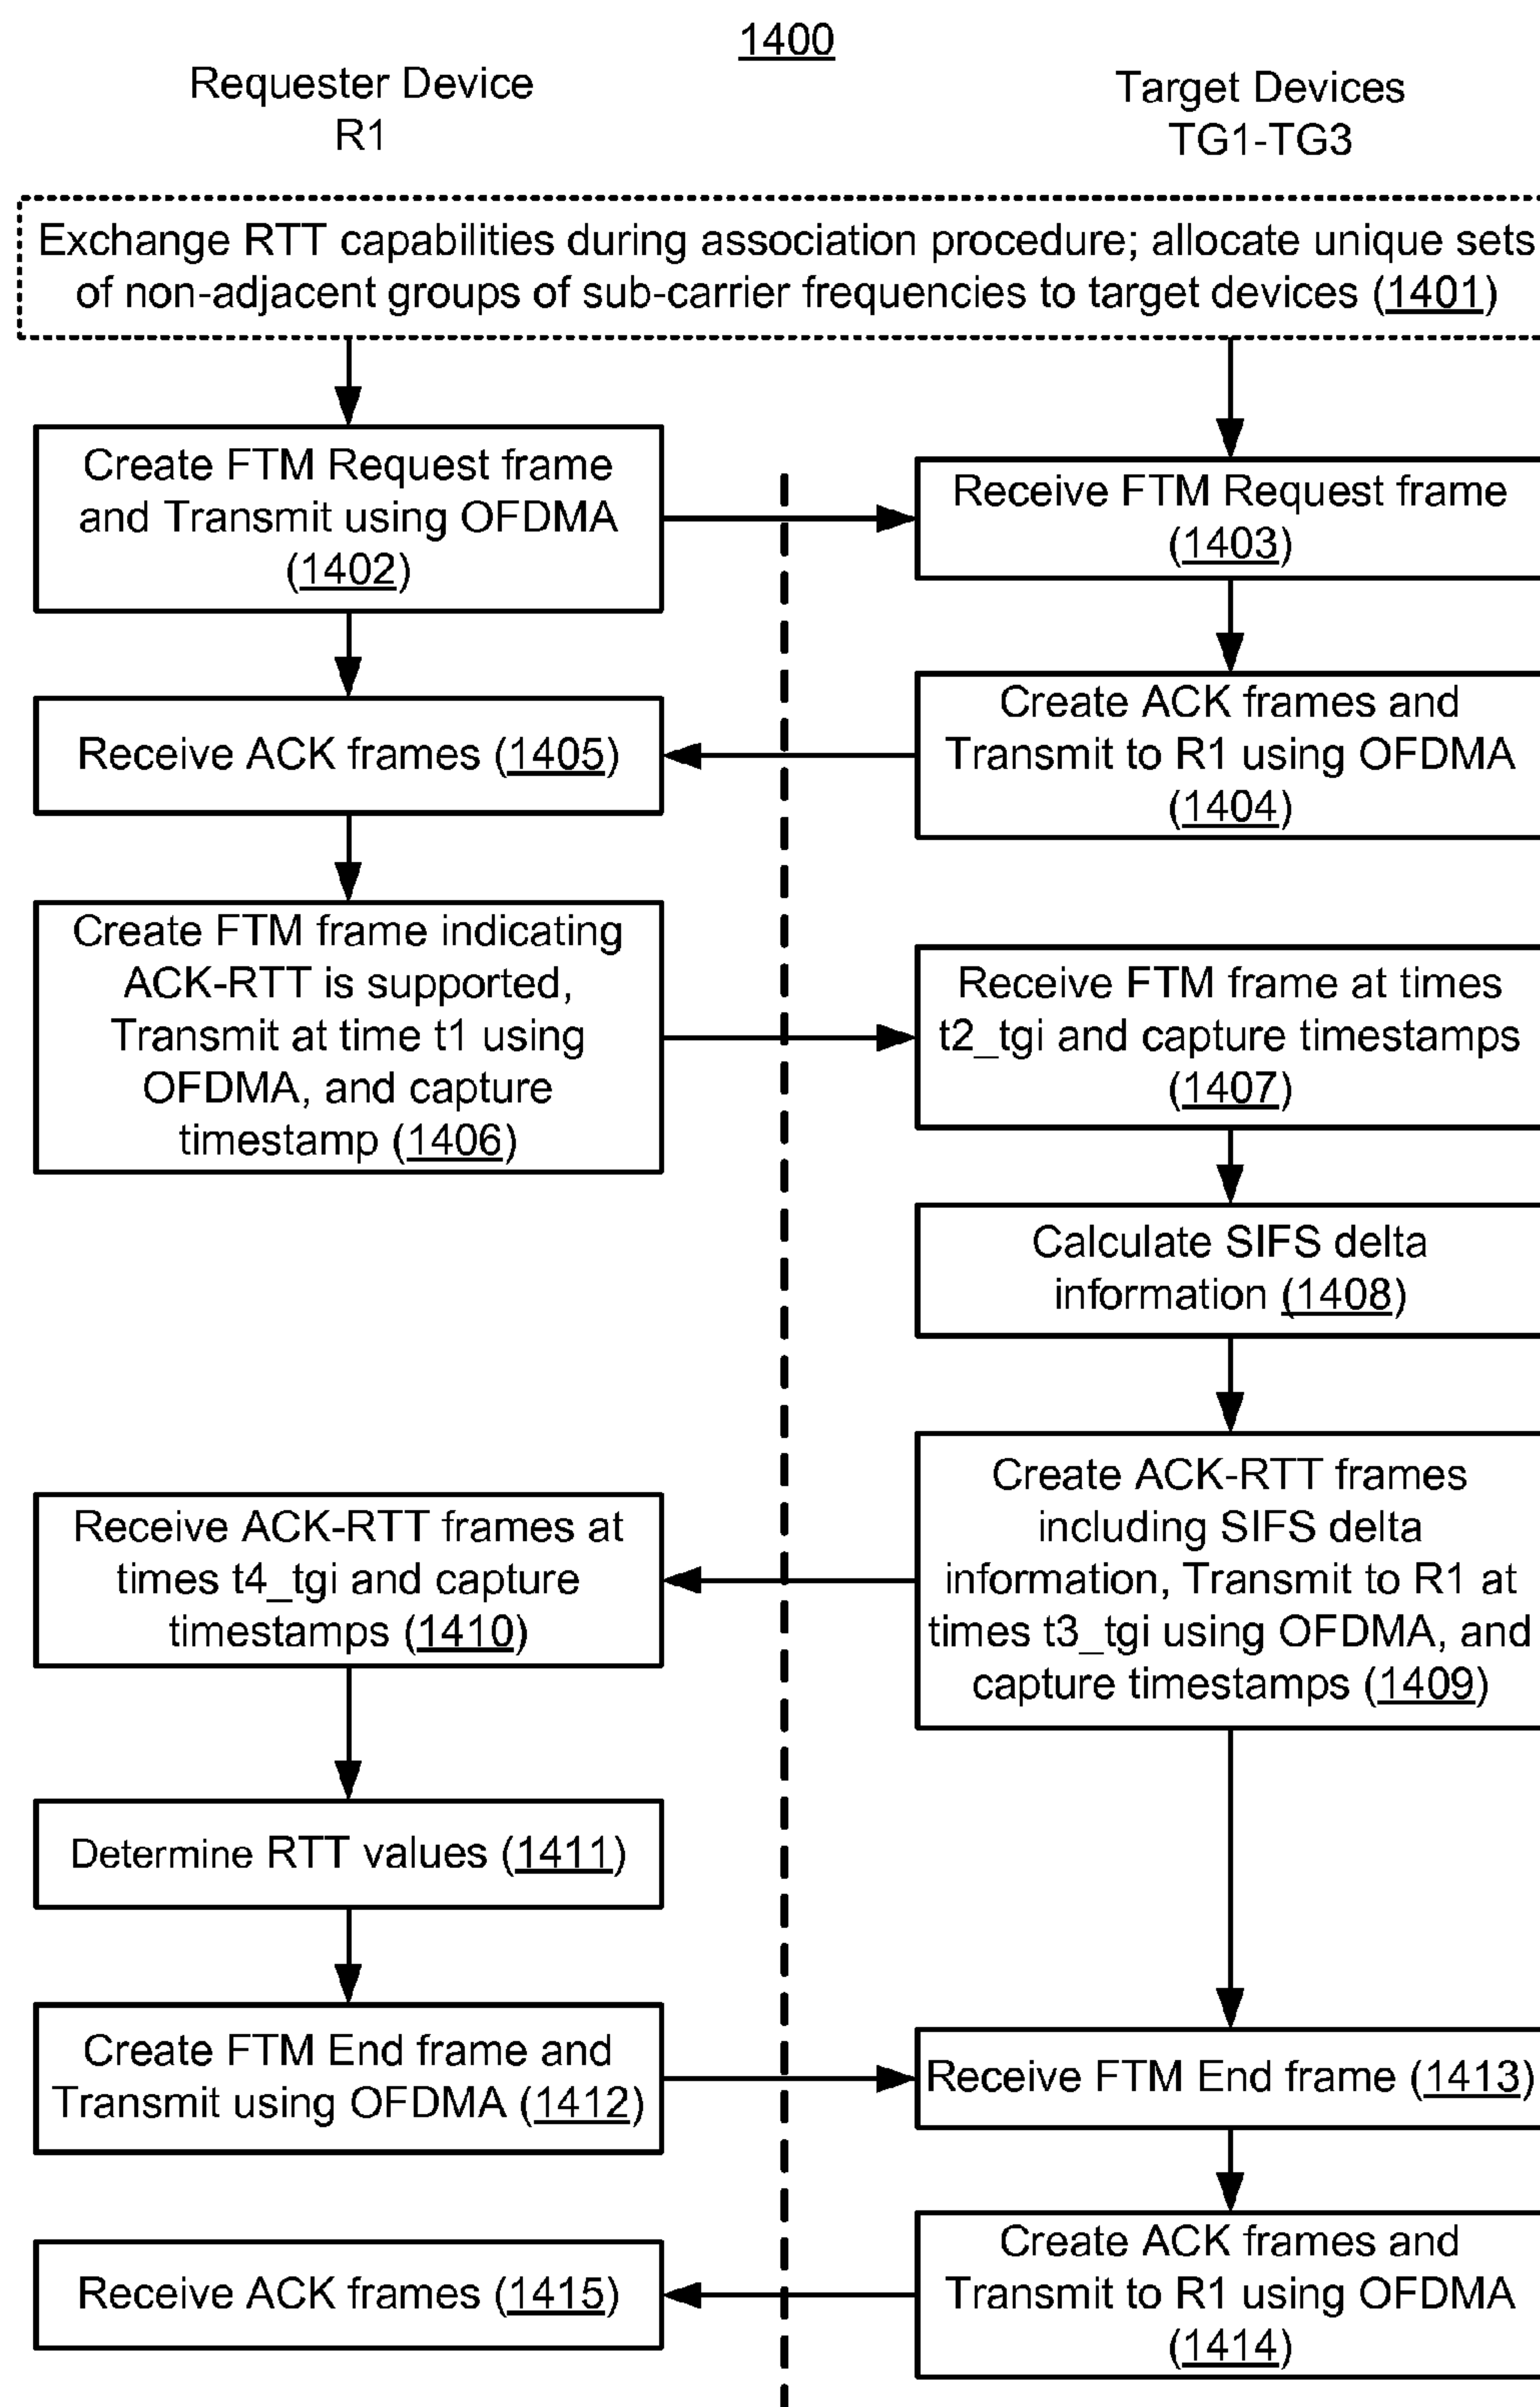 1400
Requester Device
R1
Target Devices
TG1-TG3
Exchange RTT capabilities during association procedure; allocate unique sets
of non-adjacent groups of sub-carrier frequencies to target devices (1401)
Create FTM Request frame
and Transmit using OFDMA
(1402)
Receive FTM Request frame
(1403)
Create ACK frames and
Transmit to R1 using OFDMA
(1404)
Receive ACK frames (1405)
Create FTM frame indicating
ACK-RTT is supported,
Transmit at time t1 using
OFDMA, and capture
timestamp (1406)
Receive FTM frame at times
t2_tgi and capture timestamps
(1407)
Calculate SIFS delta
information (1408)
Create ACK-RTT frames
including SIFS delta
information, Transmit to R1 at
times t3_tgi using OFDMA, and
capture timestamps (1409)
Receive ACK-RTT frames at
times t4_tgi and capture
timestamps (1410)
Determine RTT values (1411)
Create FTM End frame and
Transmit using OFDMA (1412)
Receive FTM End frame (1413)
Create ACK frames and
Transmit to R1 using OFDMA
(1414)
Receive ACK frames (1415)